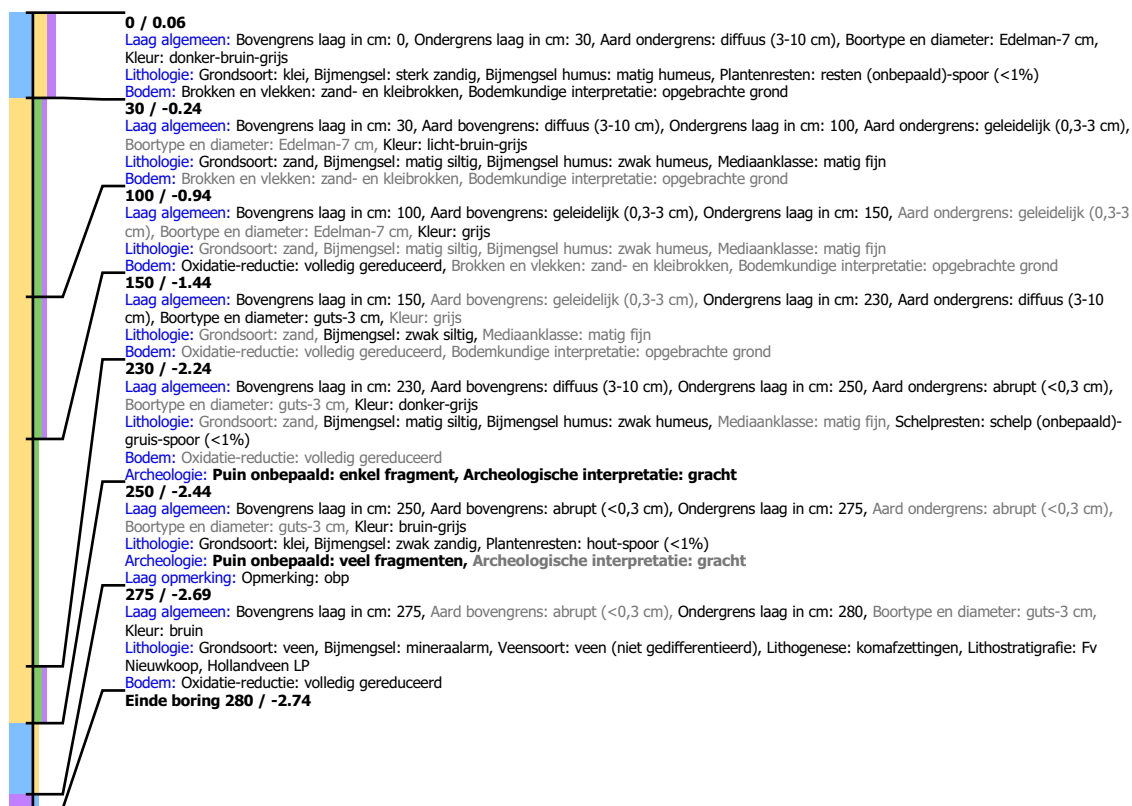 0 / 0.06
Laag algemeen: Bovengrens laag in cm: 0, Ondergrens laag in cm: 30, Aard ondergrens: diffuus (3-10 cm), Boortype en diameter: Edelman-7 cm,
Kleur: donker-bruin-grijs
Lithologie: Grondsoort: klei, Bijmengsel: sterk zandig, Bijmengsel humus: matig humeus, Plantenresten: resten (onbepaald)-spoor (<1%)
Bodem: Brokken en vlekken: zand- en kleibrokken, Bodemkundige interpretatie: opgebrachte grond
30 / -0.24
Laag algemeen: Bovengrens laag in cm: 30, Aard bovengrens: diffuus (3-10 cm), Ondergrens laag in cm: 100, Aard ondergrens: geleidelijk (0,3-3 cm),
Boortype en diameter: Edelman-7 cm, Kleur: licht-bruin-grijs
Lithologie: Grondsoort: zand, Bijmengsel: matig siltig, Bijmengsel humus: zwak humeus, Mediaanklasse: matig fijn
Bodem: Brokken en vlekken: zand- en kleibrokken, Bodemkundige interpretatie: opgebrachte grond
100 / -0.94
Laag algemeen: Bovengrens laag in cm: 100, Aard bovengrens: geleidelijk (0,3-3 cm), Ondergrens laag in cm: 150, Aard ondergrens: geleidelijk (0,3-3
cm), Boortype en diameter: Edelman-7 cm, Kleur: grijs
Lithologie: Grondsoort: zand, Bijmengsel: matig siltig, Bijmengsel humus: zwak humeus, Mediaanklasse: matig fijn
Bodem: Oxidatie-reductie: volledig gereduceerd, Brokken en vlekken: zand- en kleibrokken, Bodemkundige interpretatie: opgebrachte grond
150 / -1.44
Laag algemeen: Bovengrens laag in cm: 150, Aard bovengrens: geleidelijk (0,3-3 cm), Ondergrens laag in cm: 230, Aard ondergrens: diffuus (3-10
cm), Boortype en diameter: guts-3 cm, Kleur: grijs
Lithologie: Grondsoort: zand, Bijmengsel: zwak siltig, Mediaanklasse: matig fijn
Bodem: Oxidatie-reductie: volledig gereduceerd, Bodemkundige interpretatie: opgebrachte grond
230 / -2.24
Laag algemeen: Bovengrens laag in cm: 230, Aard bovengrens: diffuus (3-10 cm), Ondergrens laag in cm: 250, Aard ondergrens: abrupt (<0,3 cm),
Boortype en diameter: guts-3 cm, Kleur: donker-grijs
Lithologie: Grondsoort: zand, Bijmengsel: matig siltig, Bijmengsel humus: zwak humeus, Mediaanklasse: matig fijn, Schelpresten: schelp (onbepaald)-
gruis-spoor (<1%)
Bodem: Oxidatie-reductie: volledig gereduceerd
Archeologie: Puin onbepaald: enkel fragment, Archeologische interpretatie: gracht
250 / -2.44
Laag algemeen: Bovengrens laag in cm: 250, Aard bovengrens: abrupt (<0,3 cm), Ondergrens laag in cm: 275, Aard ondergrens: abrupt (<0,3 cm),
Boortype en diameter: guts-3 cm, Kleur: bruin-grijs
Lithologie: Grondsoort: klei, Bijmengsel: zwak zandig, Plantenresten: hout-spoor (<1%)
Archeologie: Puin onbepaald: veel fragmenten, Archeologische interpretatie: gracht
Laag opmerking: Opmerking: obp
275 / -2.69
Laag algemeen: Bovengrens laag in cm: 275, Aard bovengrens: abrupt (<0,3 cm), Ondergrens laag in cm: 280, Boortype en diameter: guts-3 cm,
Kleur: bruin
Lithologie: Grondsoort: veen, Bijmengsel: mineraalarm, Veensoort: veen (niet gedifferentieerd), Lithogenese: komafzettingen, Lithostratigrafie: Fv
Nieuwkoop, Hollandveen LP
Bodem: Oxidatie-reductie: volledig gereduceerd
Einde boring 280 / -2.74